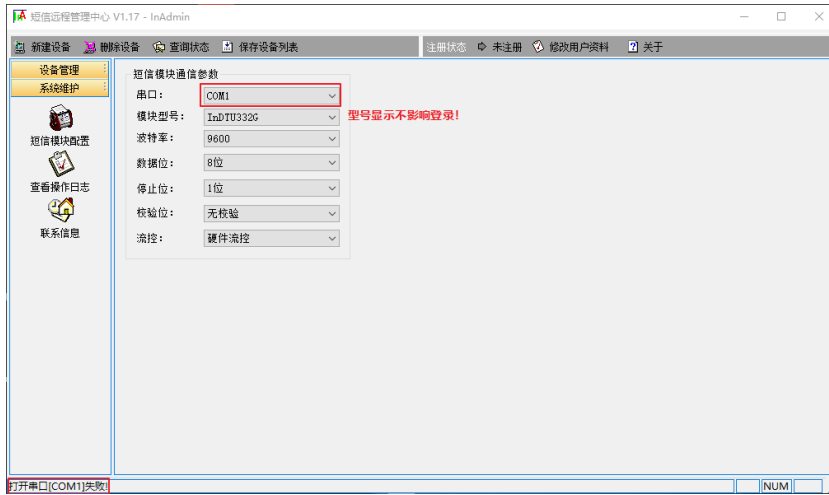 短信远程管理中心 V1.17 - InAdmin
新建设备 删除设备 查询状态 保存设备列表 注册状态 未注册 修改用户资料 关于
设备管理
系统维护
短信模块配置
查看操作日志
联系信息
短信模块通信参数
串口: COM1
模块型号: InDTU332G 型号显示不影响登录!
波特率: 9600
数据位: 8位
停止位: 1位
校验位: 无校验
流控: 硬件流控
打开串口[COM1]失败! NUM